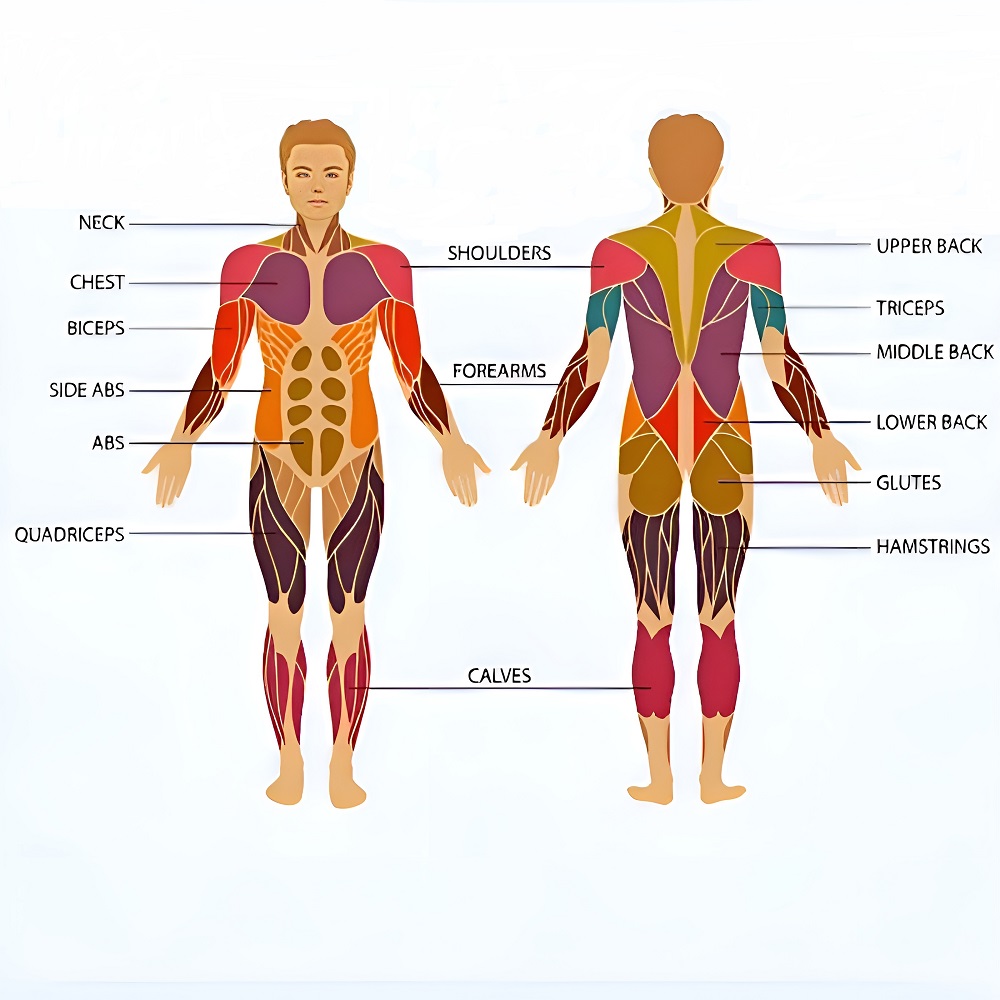 NECK
CHEST
BICEPS
SIDE ABS
ABS
QUADRICEPS
SHOULDERS
FOREARMS
CALVES
UPPER BACK
TRICEPS
MIDDLE BACK
LOWER BACK
GLUTES
HAMSTRINGS